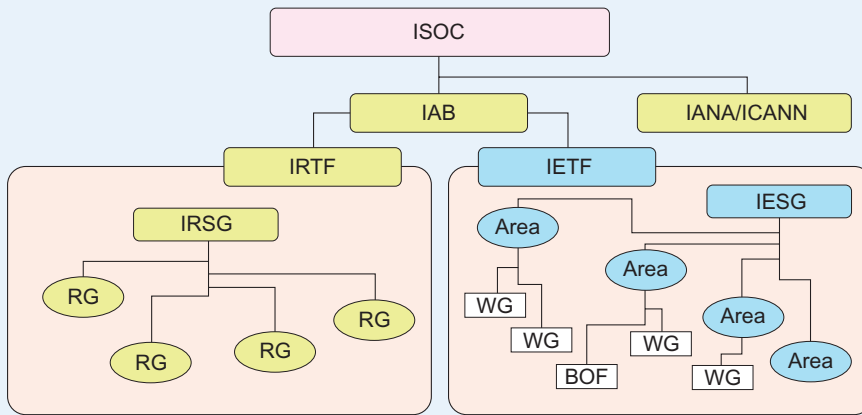 ISOC
IAB
IANA/ICANN
IRTF
IETF
IRSG
IESG
Area
RG
RG
RG
RG
WG
WG
Area
BOF
WG
Area
WG
Area